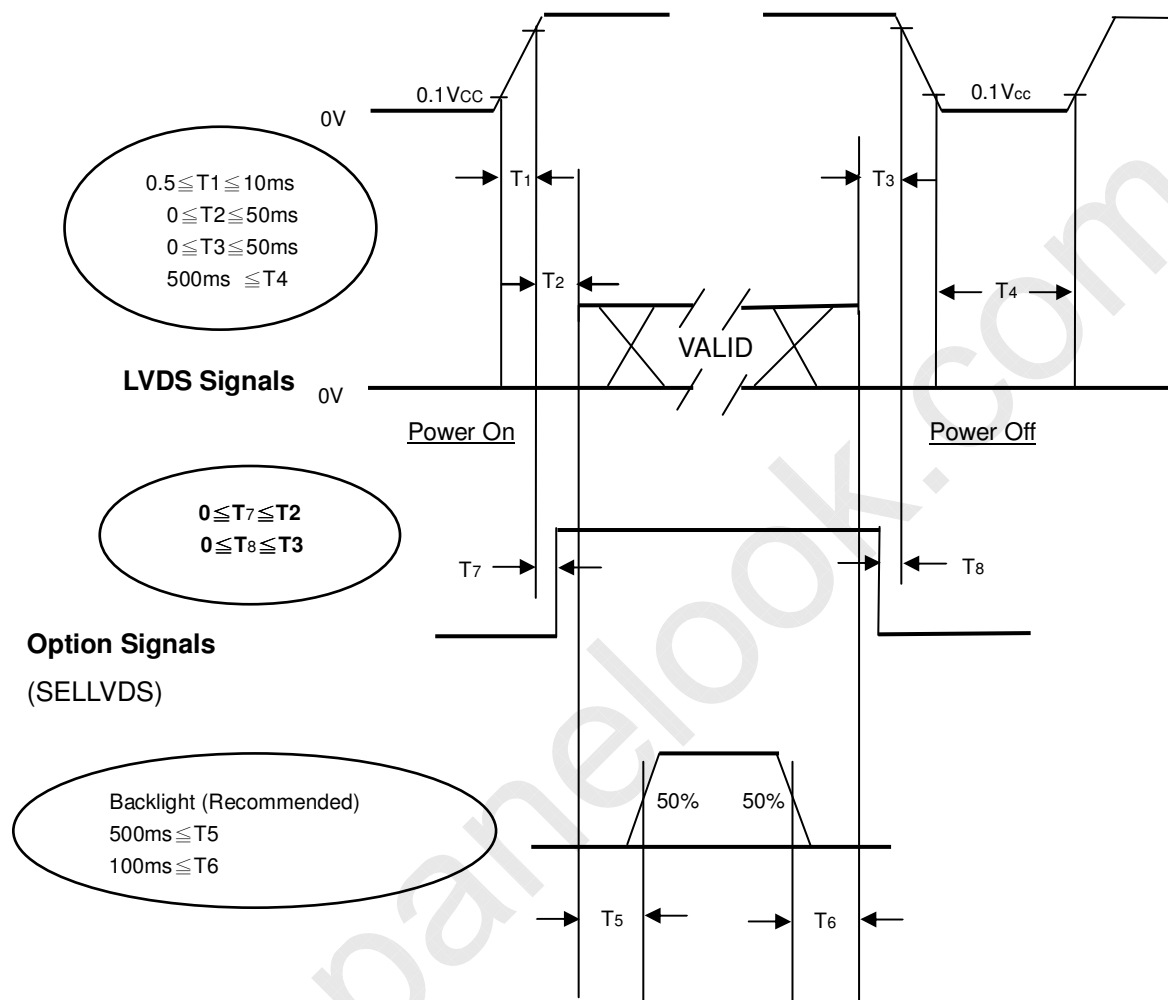 0.1VCC
0.1Vcc
0V
0.5≦T1≦10ms
0≦T2≦50ms
0≦T3≦50ms
500ms ≦T4
T1
T3
T2
T4
VALID
LVDS Signals
0V
Power On
Power Off
0≦T7≦T2
0≦T8≦T3
T7
T8
Option Signals
(SELLVDS)
Backlight (Recommended)
500ms≦T5
100ms≦T6
50%
50%
T5
T6
panelook.com